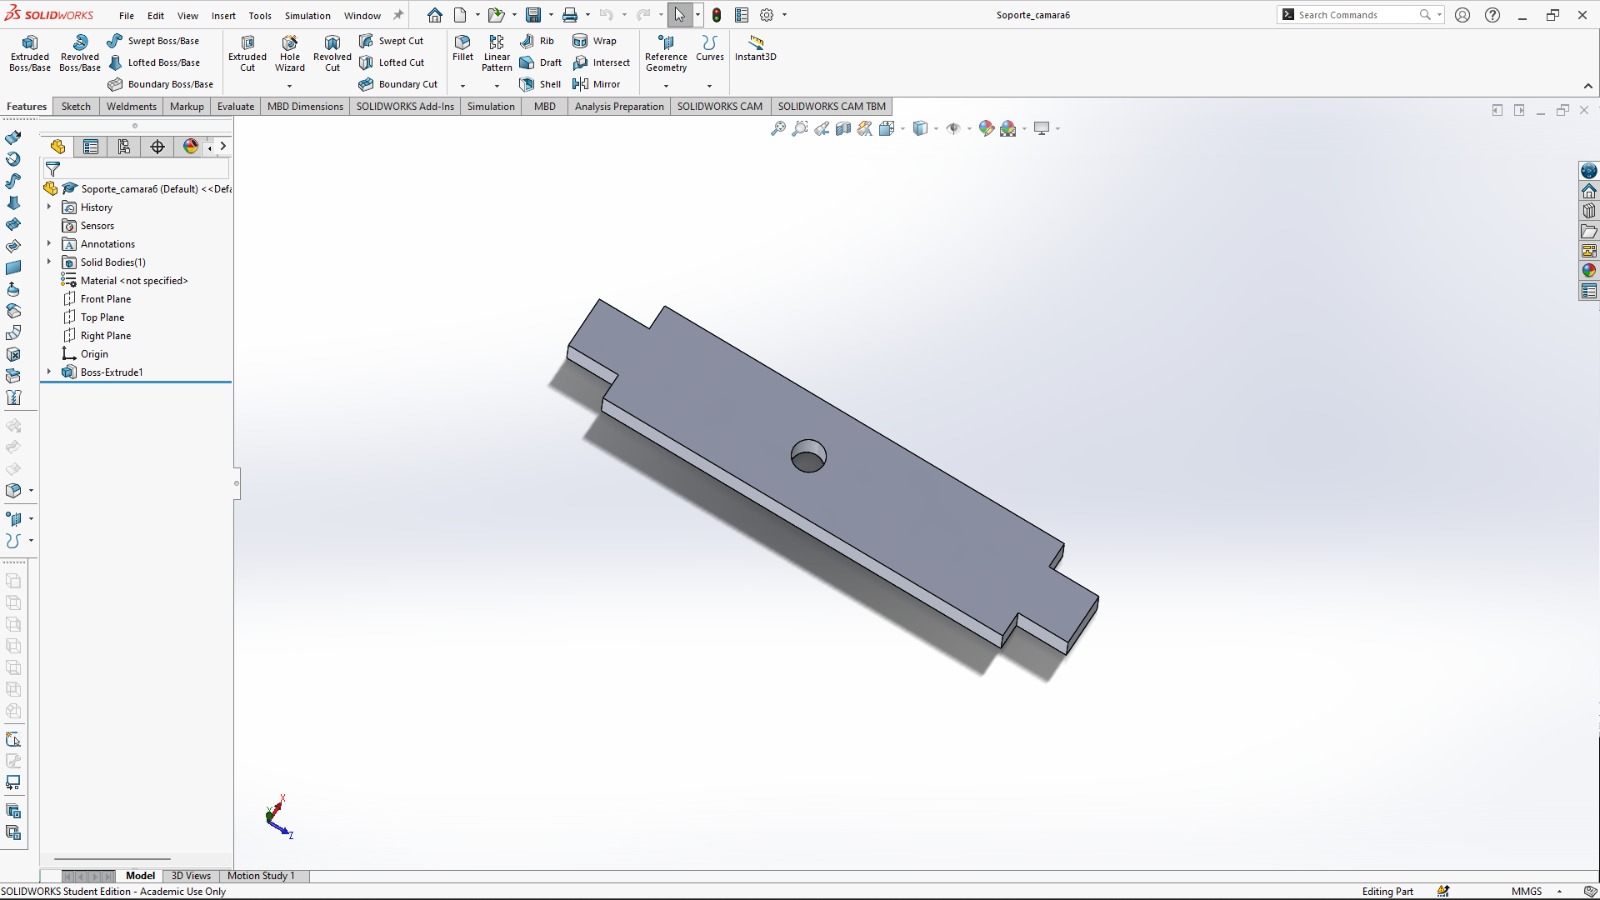 SOLIDWORKS File Edit View Insert Tools Simulation Window Soporte_camara6 Search Commands
Extruded Boss/Base
Revolved Boss/Base
Swept Boss/Base
Lofted Boss/Base
Boundary Boss/Base
Extruded Cut
Hole Wizard
Revolved Cut
Swept Cut
Lofted Cut
Boundary Cut
Fillet
Linear Pattern
Rib
Draft
Shell
Wrap
Intersect
Mirror
Reference Geometry
Curves
Instant3D
Features Sketch Weldments Markup Evaluate MBD Dimensions SOLIDWORKS Add-Ins Simulation MBD Analysis Preparation SOLIDWORKS CAM SOLIDWORKS CAM TBM
Soporte_camara6 (Default) <<Defa
History
Sensors
Annotations
Solid Bodies(1)
Material <not specified>
Front Plane
Top Plane
Right Plane
Origin
Boss-Extrude1
X
Y
Z
Model 3D Views Motion Study 1
SOLIDWORKS Student Edition - Academic Use Only Editing Part MMGS